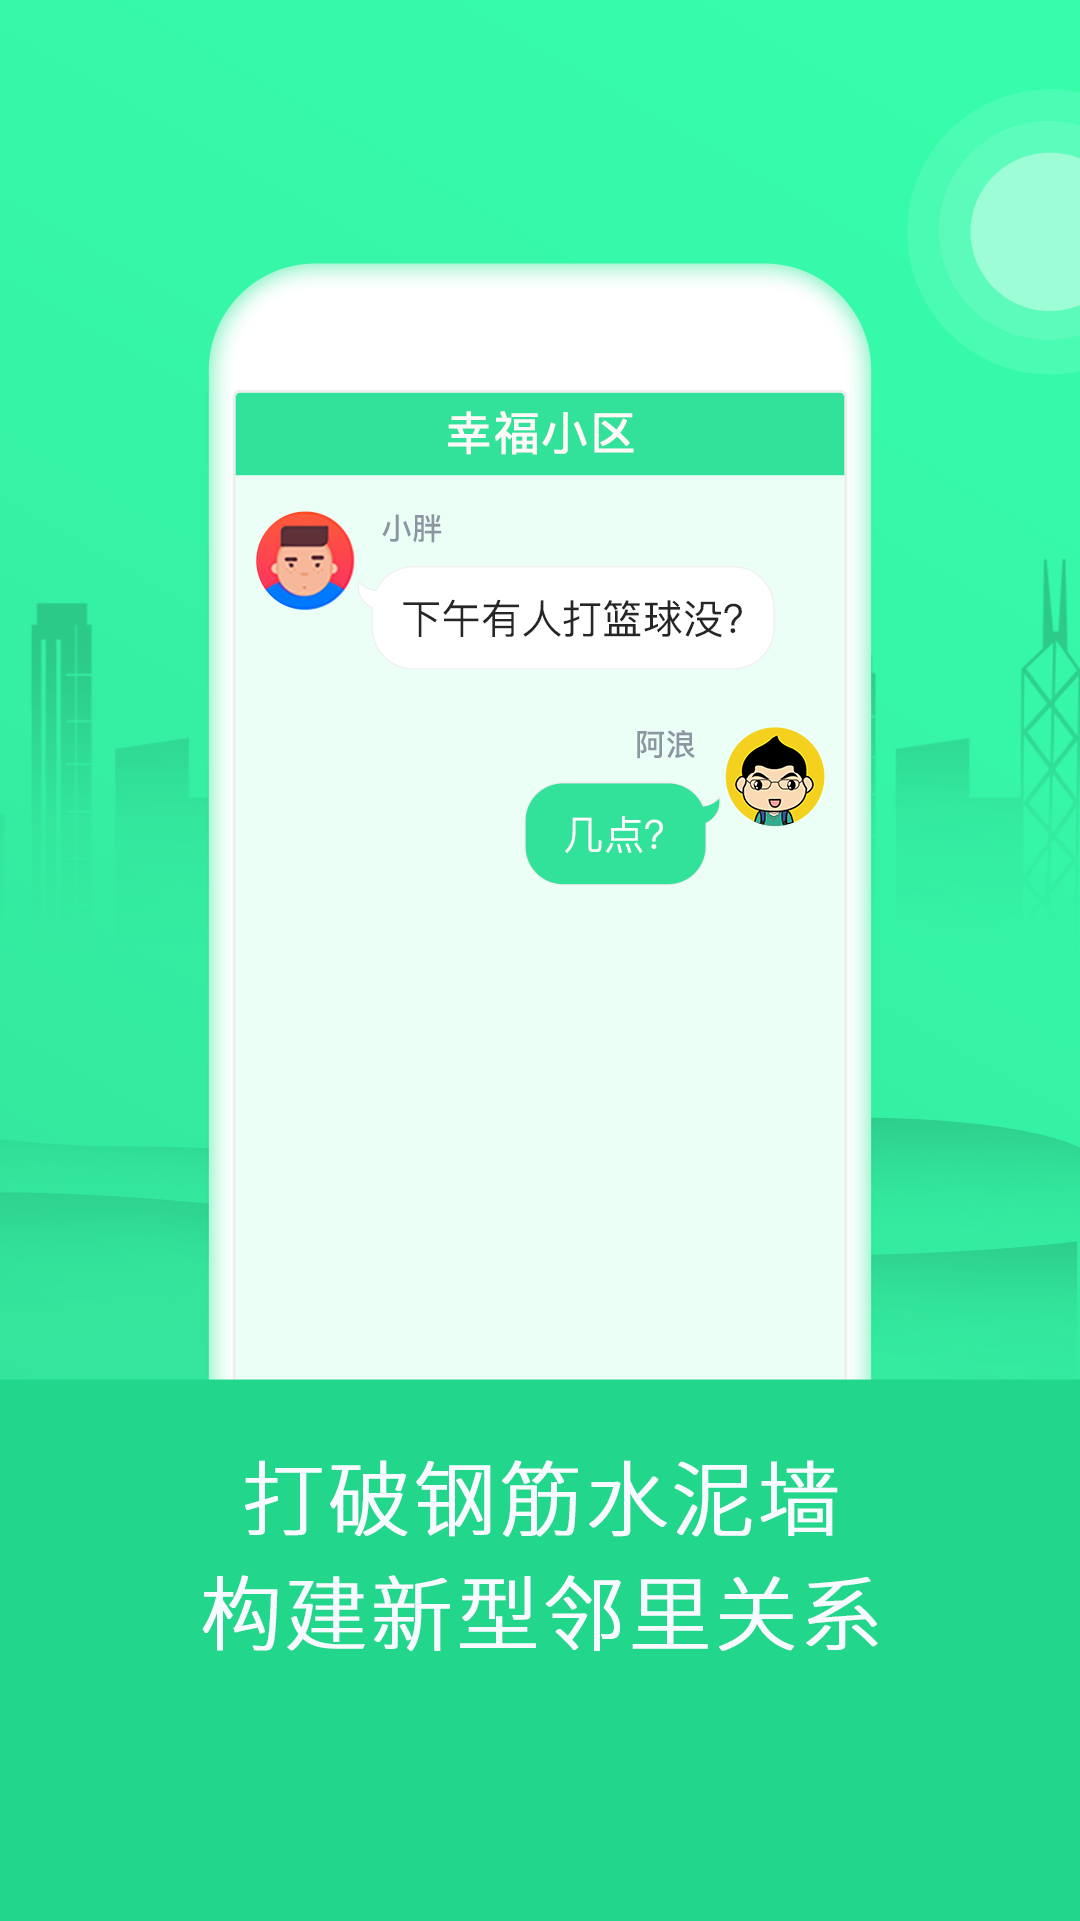 幸福小区
小胖
下午有人打篮球没?
阿浪
几点?
打破钢筋水泥墙
构建新型邻里关系